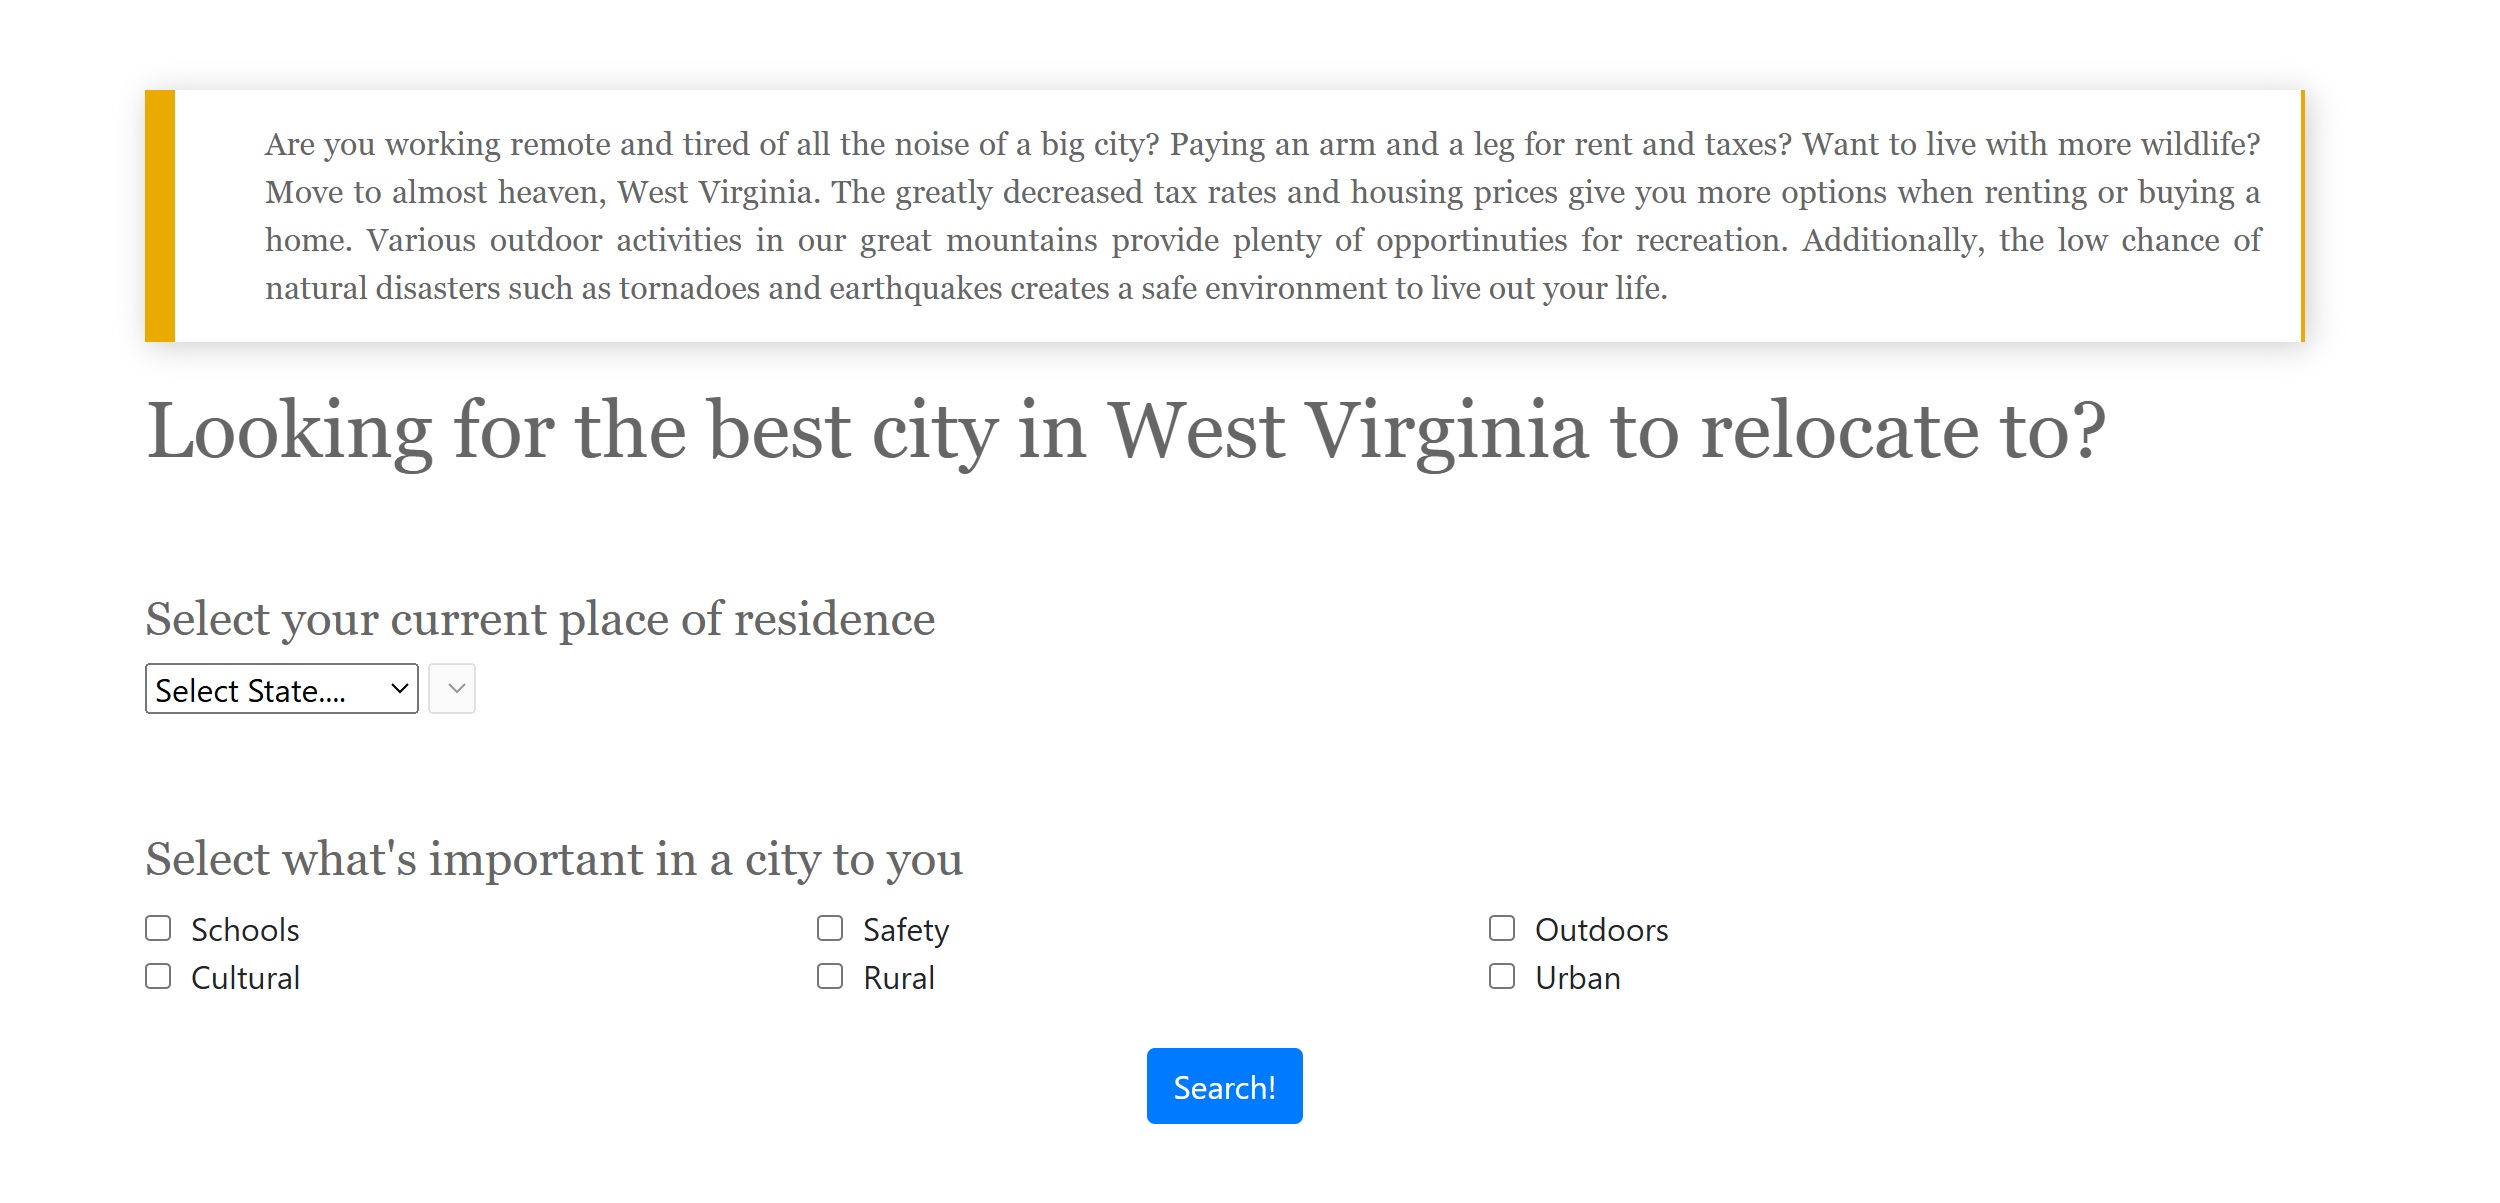 Are you working remote and tired of all the noise of a big city? Paying an arm and a leg for rent and taxes? Want to live with more wildlife?
Move to almost heaven, West Virginia. The greatly decreased tax rates and housing prices give you more options when renting or buying a
home. Various outdoor activities in our great mountains provide plenty of opportinuties for recreation. Additionally, the low chance of
natural disasters such as tornadoes and earthquakes creates a safe environment to live out your life.
Looking for the best city in West Virginia to relocate to?
Select your current place of residence
Select State....
Select what's important in a city to you
Schools Safety Outdoors
Cultural Rural Urban
Search!